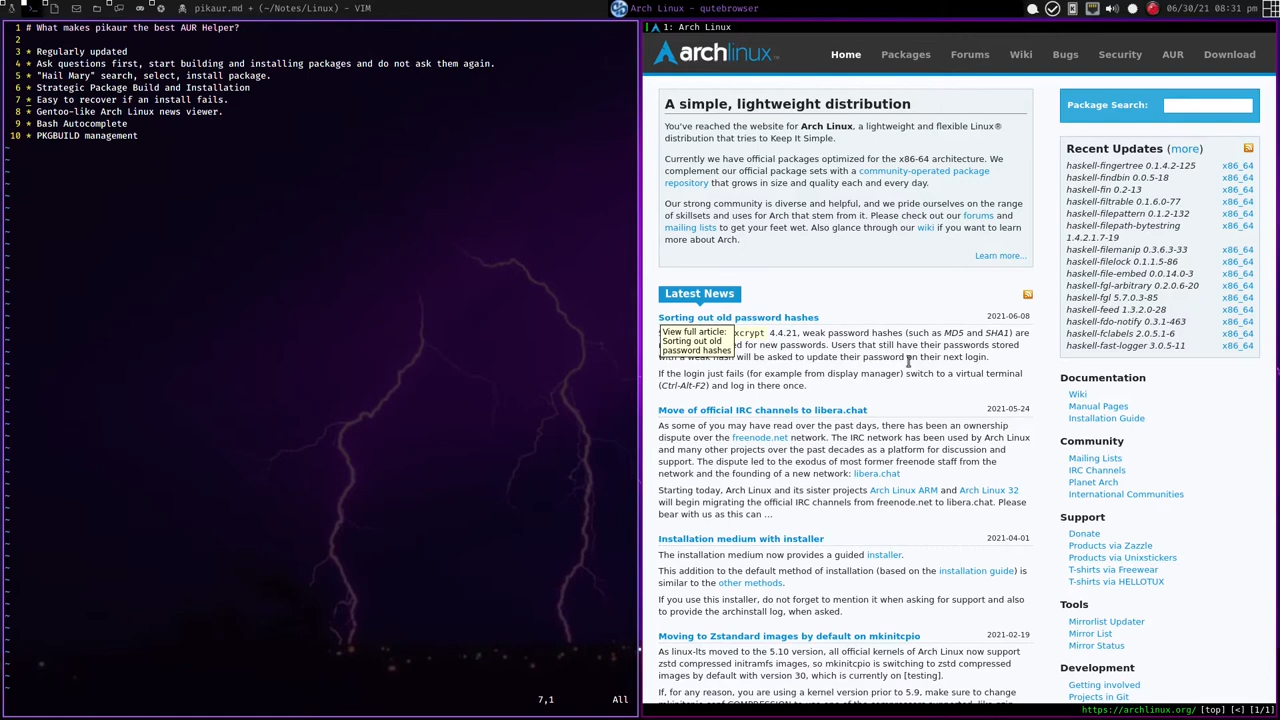 pikaur.md + (~/Notes/Linux) - VIM
Arch Linux - qutebrowser
06/30/21 08:31 pm
1 # What makes pikaur the best AUR Helper?
2
3 * Regularly updated
4 * Ask questions first, start building and installing packages and do not ask them again.
5 * "Hail Mary" search, select, install package.
6 * Strategic Package Build and Installation
7 * Easy to recover if an install fails.
8 * Gentoo-like Arch Linux news viewer.
9 * Bash Autocomplete
10 * PKGBUILD management
7,1 All
1: Arch Linux
archlinux
Home Packages Forums Wiki Bugs Security AUR Download
A simple, lightweight distribution
You've reached the website for Arch Linux, a lightweight and flexible Linux®
distribution that tries to Keep It Simple.
Currently we have official packages optimized for the x86-64 architecture. We
complement our official package sets with a community-operated package
repository that grows in size and quality each and every day.
Our strong community is diverse and helpful, and we pride ourselves on the range
of skillsets and uses for Arch that stem from it. Please check out our forums and
mailing lists to get your feet wet. Also glance through our wiki if you want to learn
more about Arch.
Learn more...
Latest News
Sorting out old password hashes 2021-06-08
View full article:
Sorting out old
password hashes
xcrypt 4.4.21, weak password hashes (such as MD5 and SHA1) are
for new passwords. Users that still have their passwords stored
with a weak hash will be asked to update their password on their next login.
If the login just fails (for example from display manager) switch to a virtual terminal
(Ctrl-Alt-F2) and log in there once.
Move of official IRC channels to libera.chat 2021-05-24
As some of you may have read over the past days, there has been an ownership
dispute over the freenode.net network. The IRC network has been used by Arch Linux
and many other projects over the past decades as a platform for discussion and
support. The dispute led to the exodus of most former freenode staff from the
network and the founding of a new network: libera.chat
Starting today, Arch Linux and its sister projects Arch Linux ARM and Arch Linux 32
will begin migrating the official IRC channels from freenode.net to libera.chat. Please
bear with us as this can ...
Installation medium with installer 2021-04-01
The installation medium now provides a guided installer.
This addition to the default method of installation (based on the installation guide) is
similar to the other methods.
If you use this installer, do not forget to mention it when asking for support and also
to provide the archinstall log, when asked.
Moving to Zstandard images by default on mkinitcpio 2021-02-19
As linux-lts moved to the 5.10 version, all official kernels of Arch Linux now support
zstd compressed initramfs images, so mkinitcpio is switching to zstd compressed
images by default with version 30, which is currently on [testing].
If, for any reason, you are using a kernel version prior to 5.9, make sure to change
Package Search:
Recent Updates (more)
haskell-fingertree 0.1.4.2-125 x86_64
haskell-findbin 0.0.5-18 x86_64
haskell-fin 0.2-13 x86_64
haskell-filtrable 0.1.6.0-77 x86_64
haskell-filepattern 0.1.2-132 x86_64
haskell-filepath-bytestring x86_64
1.4.2.1.7-19
haskell-filemanip 0.3.6.3-33 x86_64
haskell-filelock 0.1.1.5-86 x86_64
haskell-file-embed 0.0.14.0-3 x86_64
haskell-fgl-arbitrary 0.2.0.6-20 x86_64
haskell-fgl 5.7.0.3-85 x86_64
haskell-feed 1.3.2.0-28 x86_64
haskell-fdo-notify 0.3.1-463 x86_64
haskell-fclabels 2.0.5.1-6 x86_64
haskell-fast-logger 3.0.5-11 x86_64
Documentation
Wiki
Manual Pages
Installation Guide
Community
Mailing Lists
IRC Channels
Planet Arch
International Communities
Support
Donate
Products via Zazzle
Products via Unixstickers
T-shirts via Freewear
T-shirts via HELLOTUX
Tools
Mirrorlist Updater
Mirror List
Mirror Status
Development
Getting involved
Projects in Git
https://archlinux.org/ [top] [<] [1/1]